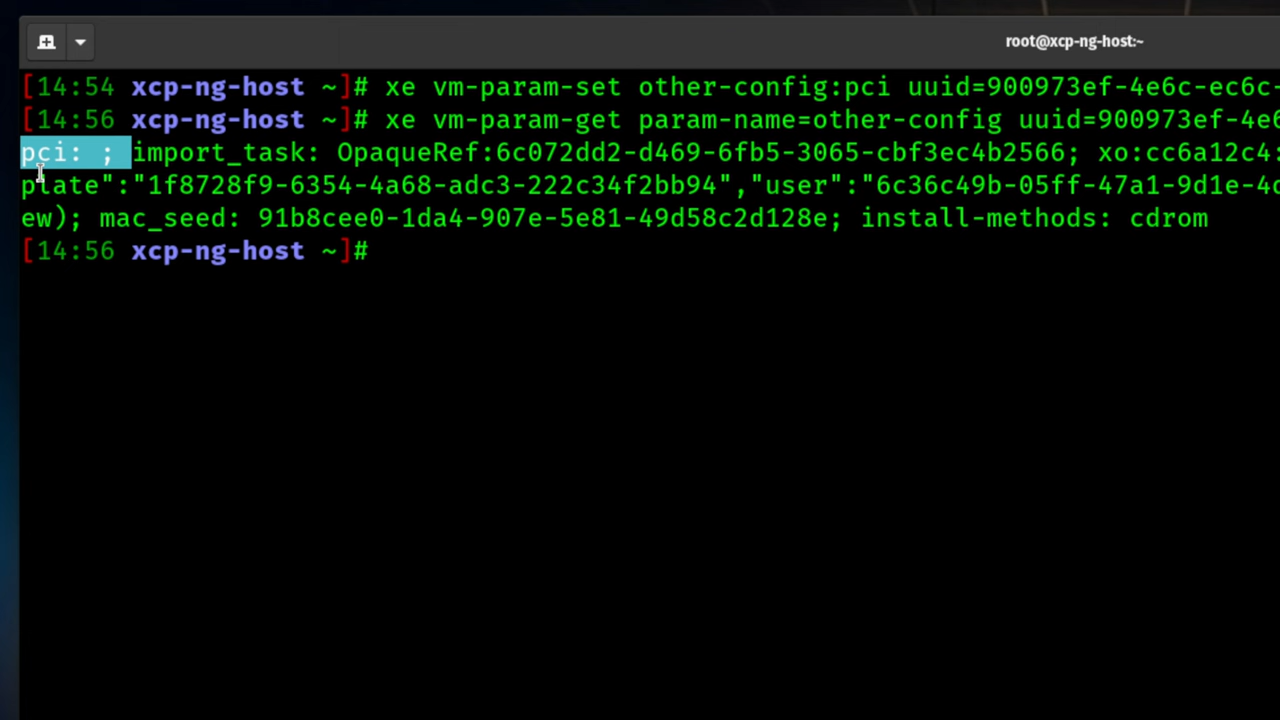 root@xcp-ng-host:~
[14:54 xcp-ng-host ~]# xe vm-param-set other-config:pci uuid=900973ef-4e6c-ec6c-
[14:56 xcp-ng-host ~]# xe vm-param-get param-name=other-config uuid=900973ef-4e6
pci: ; import_task: OpaqueRef:6c072dd2-d469-6fb5-3065-cbf3ec4b2566; xo:cc6a12c4:
plate":"1f8728f9-6354-4a68-adc3-222c34f2bb94","user":"6c36c49b-05ff-47a1-9d1e-4c
ew); mac_seed: 91b8cee0-1da4-907e-5e81-49d58c2d128e; install-methods: cdrom
[14:56 xcp-ng-host ~]#